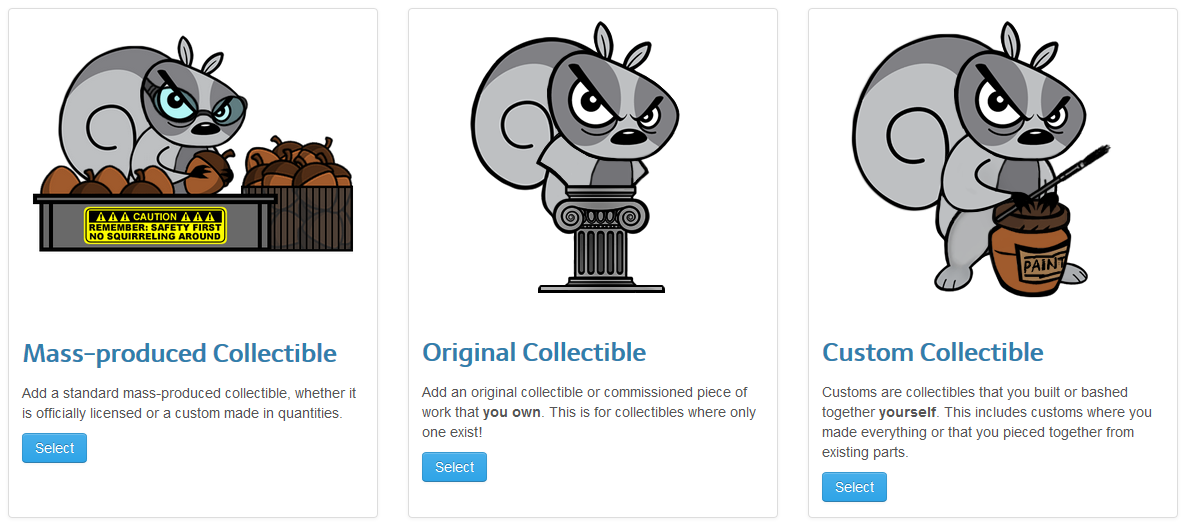 CAUTION
REMEMBER: SAFETY FIRST
NO SQUIRRELING AROUND
Mass-produced Collectible
Add a standard mass-produced collectible, whether it
is officially licensed or a custom made in quantities.
Select
Original Collectible
Add an original collectible or commissioned piece of
work that you own. This is for collectibles where only
one exist!
Select
PAINT
Custom Collectible
Customs are collectibles that you built or bashed
together yourself. This includes customs where you
made everything or that you pieced together from
existing parts.
Select